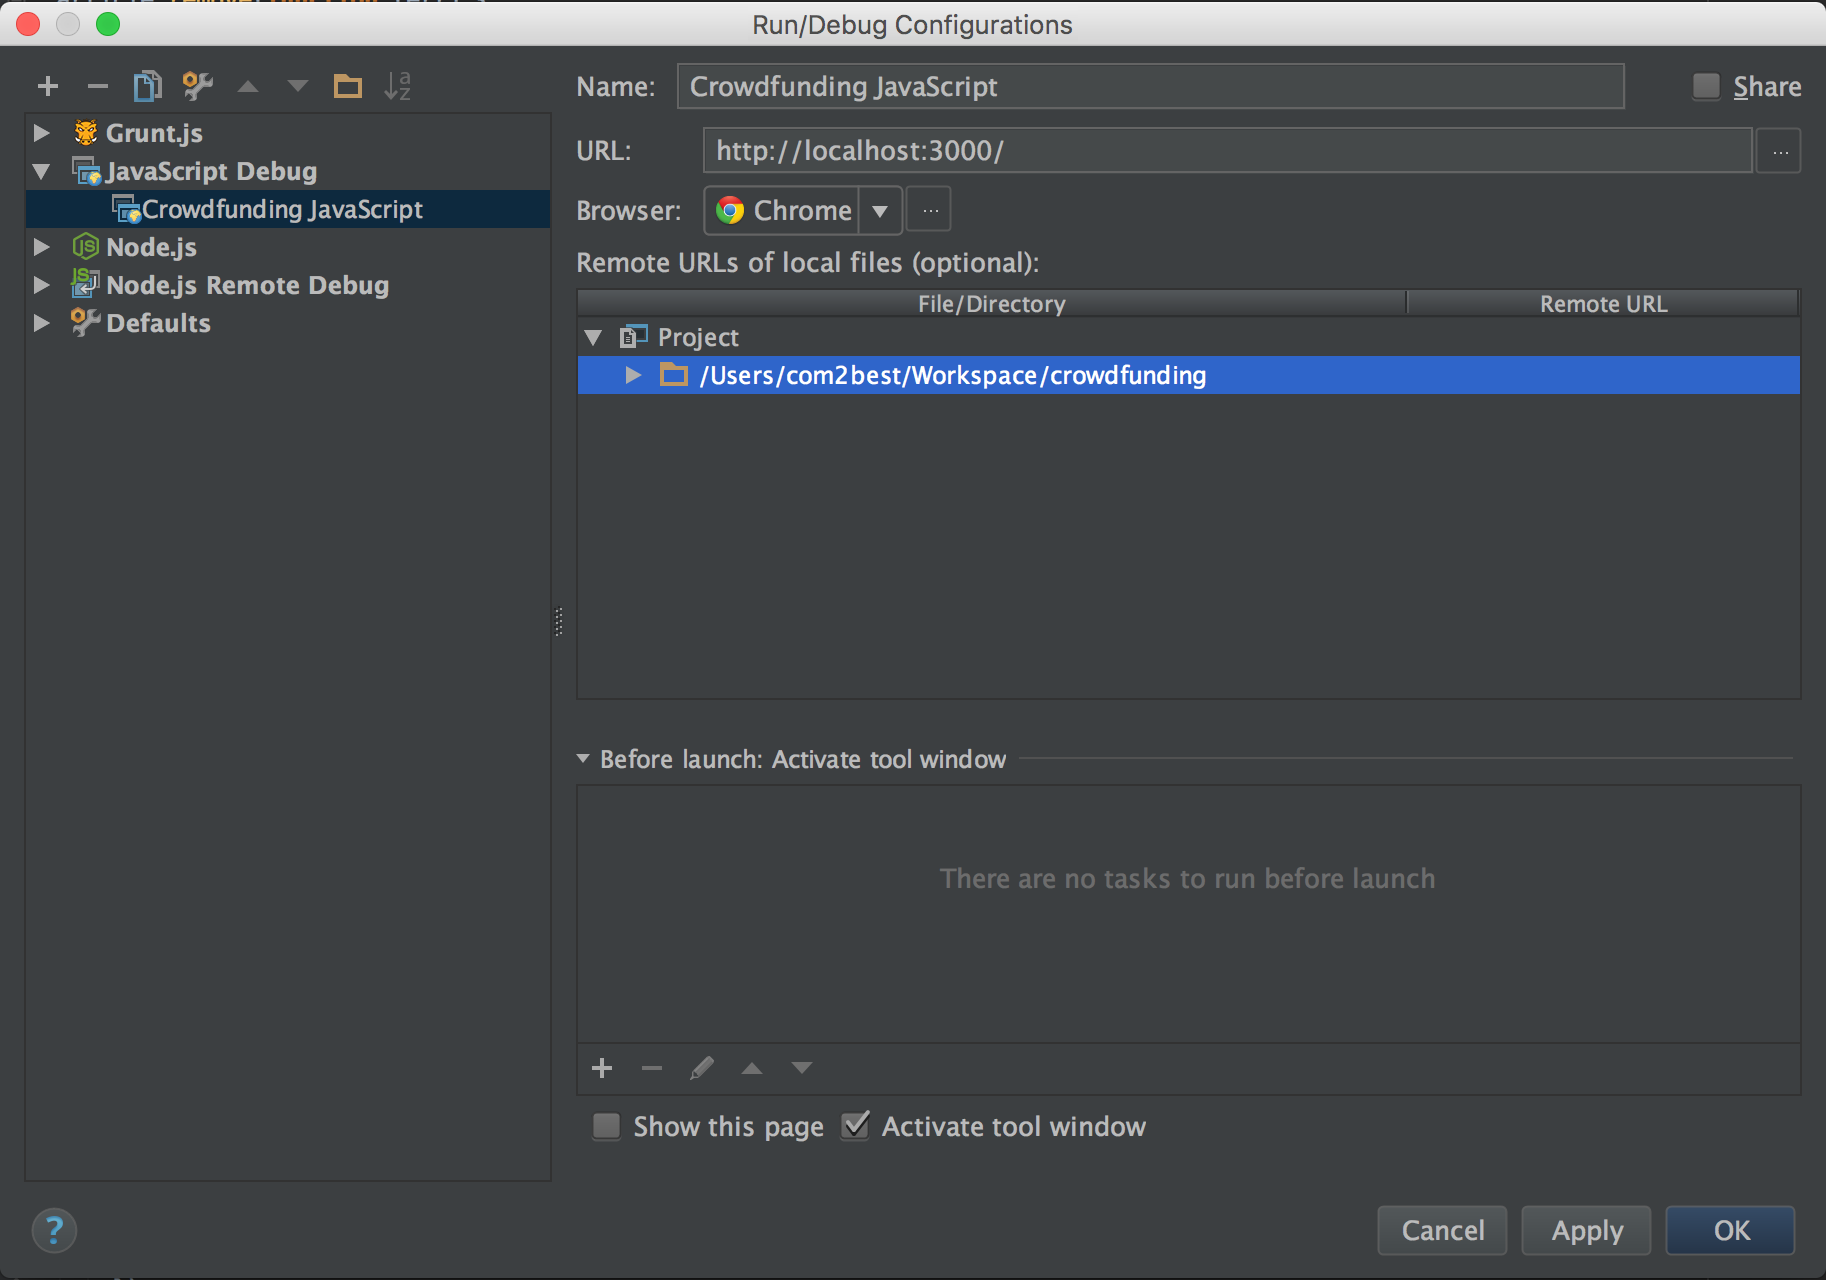 Run/Debug Configurations
Name: Crowdfunding JavaScript Share
URL: http://localhost:3000/ ...
Browser: Chrome ...
Remote URLs of local files (optional):
File/Directory Remote URL
Project
/Users/com2best/Workspace/crowdfunding
Grunt.js
JavaScript Debug
Crowdfunding JavaScript
Node.js
Node.js Remote Debug
Defaults
Before launch: Activate tool window
There are no tasks to run before launch
Show this page Activate tool window
? Cancel Apply OK